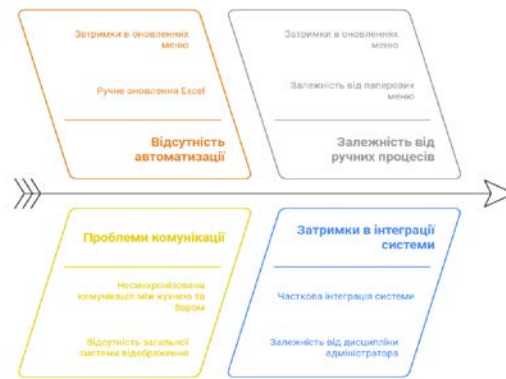 Затримки в оновленнях
меню
Ручне оновлення Excel
Відсутність
автоматизації
Затримки в оновленнях
меню
Залежність від паперових
меню
Залежність від
ручних процесів
Проблеми комунікації
Несинхронізована
комунікація між кухнею та
баром
Відсутність загальної
системи відображення
Затримки в інтеграції
системи
Часткова інтеграція системи
Залежність від дисципліни
адміністратора